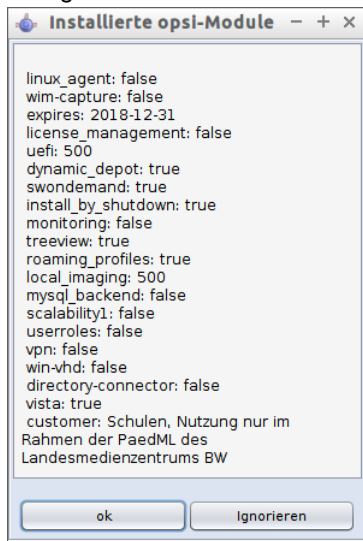 Installierte opsi-Module
linux_agent: false
wim-capture: false
expires: 2018-12-31
license_management: false
uefi: 500
dynamic_depot: true
swondemand: true
install_by_shutdown: true
monitoring: false
treeview: true
roaming_profiles: true
local_imaging: 500
mysql_backend: false
scalability1: false
userroles: false
vpn: false
win-vhd: false
directory-connector: false
vista: true
customer: Schulen, Nutzung nur im
Rahmen der PaedML des
Landesmedienzentrums BW
ok Ignorieren